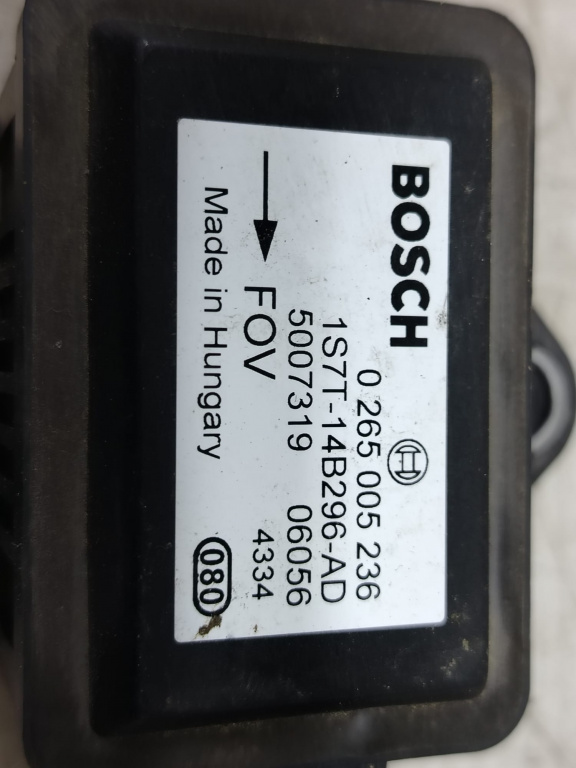 BOSCH
0 265 005 236
1S7T-14B296-AD
5007319 06056
FOV 4334
Made in Hungary 080